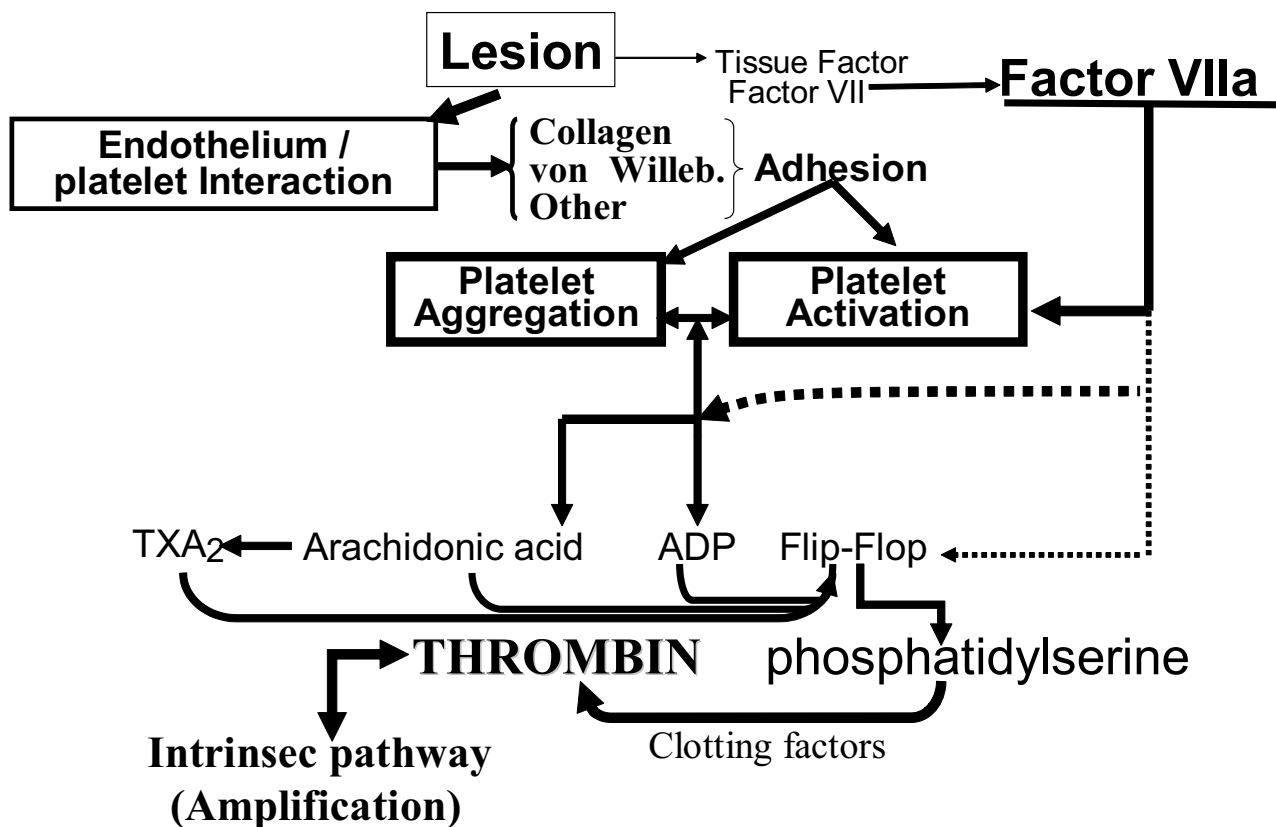 Lesion
Tissue Factor
Factor VII
Factor VIIa
Endothelium /
platelet Interaction
Collagen
von Willeb.
Other
Adhesion
Platelet
Aggregation
Platelet
Activation
TXA2
Arachidonic acid
ADP
Flip-Flop
THROMBIN
phosphatidylserine
Clotting factors
Intrinsec pathway
(Amplification)